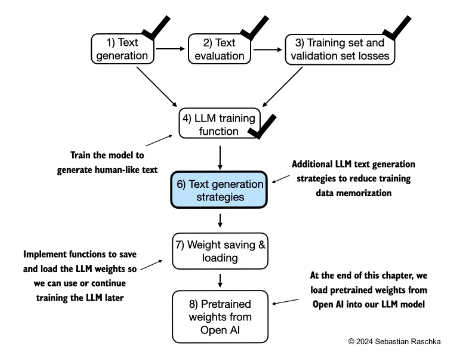 1) Text
generation
2) Text
evaluation
3) Training set and
validation set losses
4) LLM training
function
Train the model to
generate human-like text
6) Text generation
strategies
Additional LLM text generation
strategies to reduce training
data memorization
7) Weight saving &
loading
Implement functions to save
and load the LLM weights so
we can use or continue
training the LLM later
8) Pretrained
weights from
Open AI
At the end of this chapter, we
load pretrained weights from
Open AI into our LLM model
© 2024 Sebastian Raschka